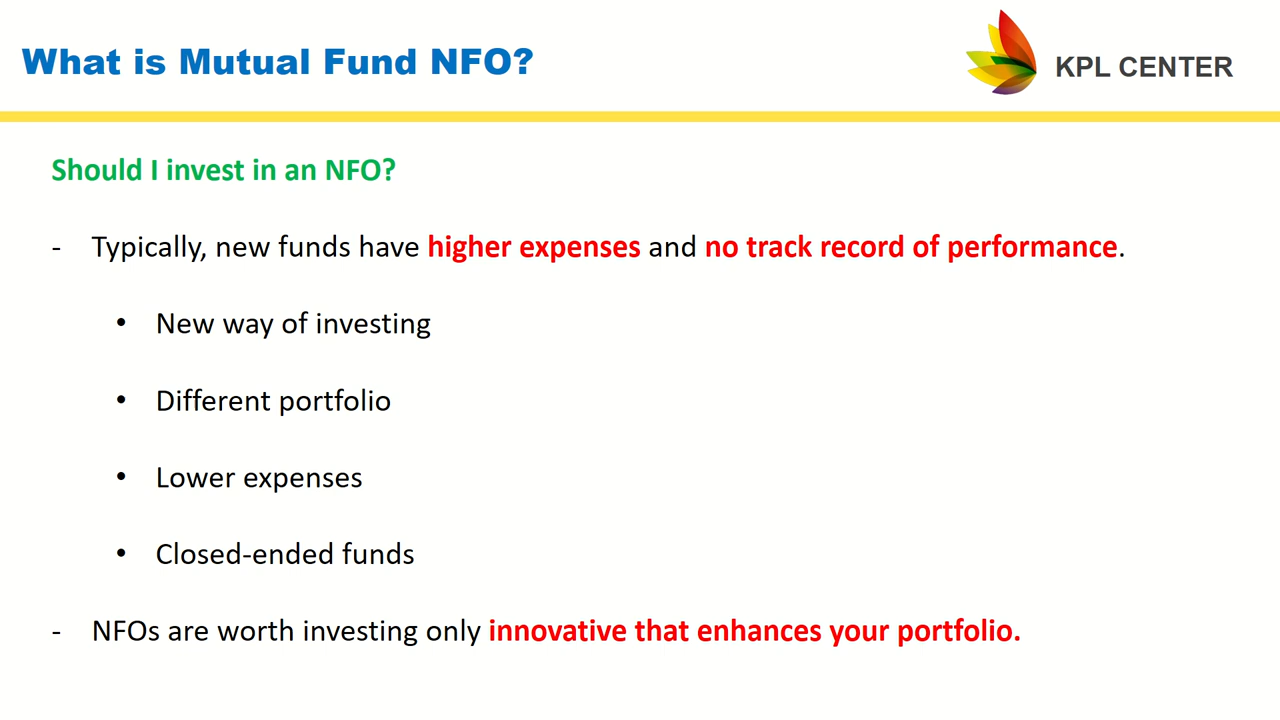 What is Mutual Fund NFO?
KPL CENTER
Should I invest in an NFO?
- Typically, new funds have higher expenses and no track record of performance.
• New way of investing
• Different portfolio
• Lower expenses
• Closed-ended funds
- NFOs are worth investing only innovative that enhances your portfolio.